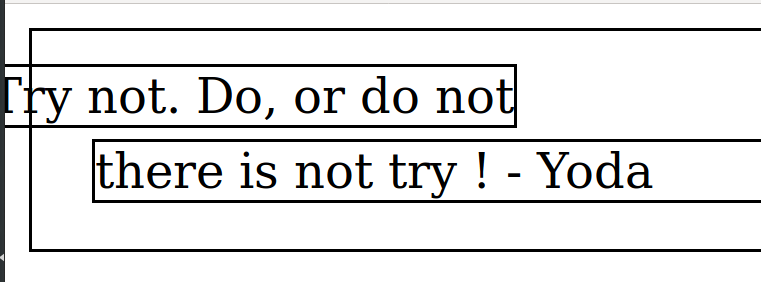 Try not. Do, or do not
there is not try ! - Yoda